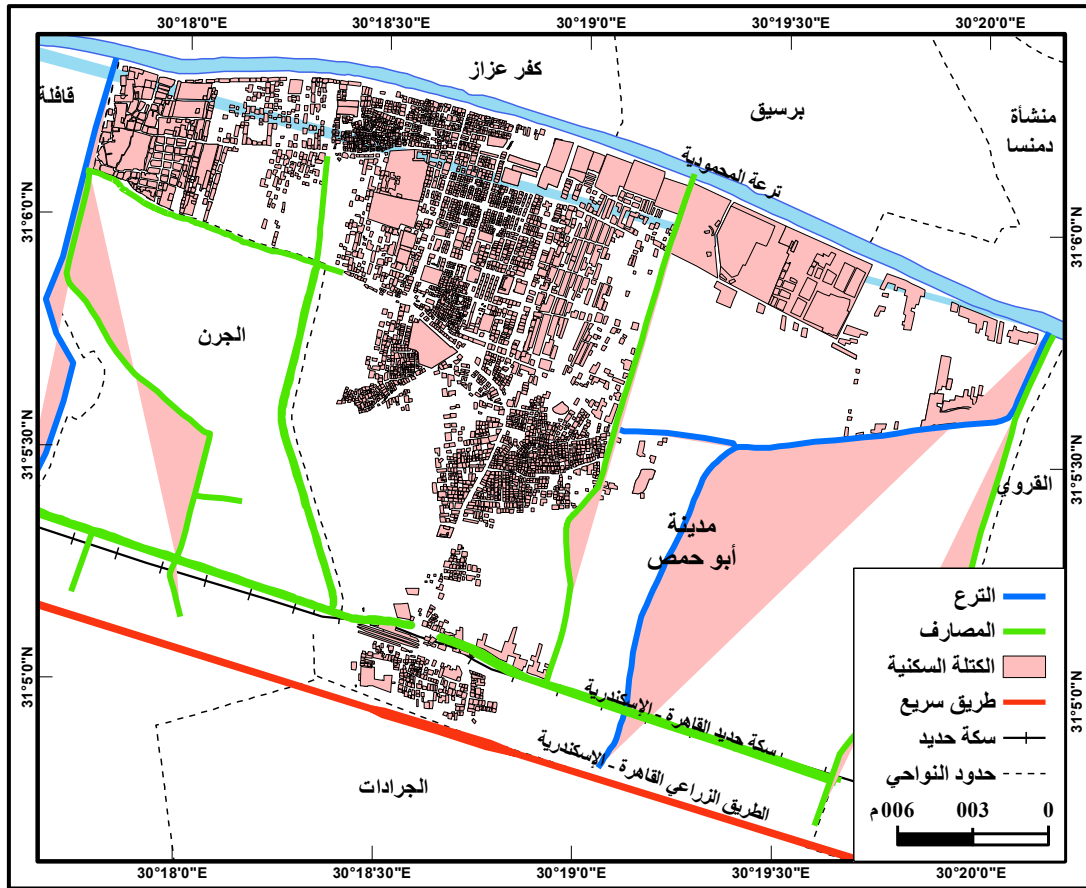 30°18'0"E
30°18'30"E
30°19'0"E
30°19'30"E
30°20'0"E
كفر عزاز
قافلة
برسيق
منشأة
دمنسا
ترعة المحمودية
31°6'0"N
31°6'0"N
الجرن
31°5'30"N
31°5'30"N
القروي
مدينة
أبو حمص
31°5'0"N
31°5'0"N
سكة حديد القاهرة - الإسكندرية
الطريق الزراعي القاهرة - الإسكندرية
الجرادات
الترع
المصارف
الكتلة السكنية
طريق سريع
سكة حديد
حدود النواحي
600 م
300
0
30°18'0"E
30°18'30"E
30°19'0"E
30°19'30"E
30°20'0"E